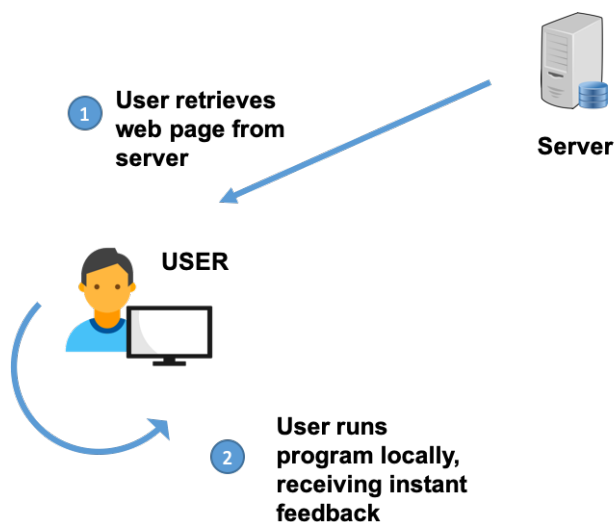 1
User retrieves
web page from
server
Server
USER
2
User runs
program locally,
receiving instant
feedback